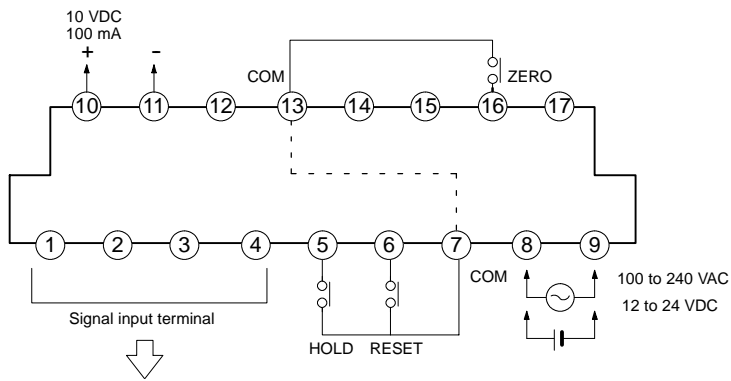 10 VDC
100 mA
+ -
COM
ZERO
10 11 12 13 14 15 16 17
1 2 3 4 5 6 7 8 9
COM
Signal input terminal
HOLD RESET
100 to 240 VAC
12 to 24 VDC